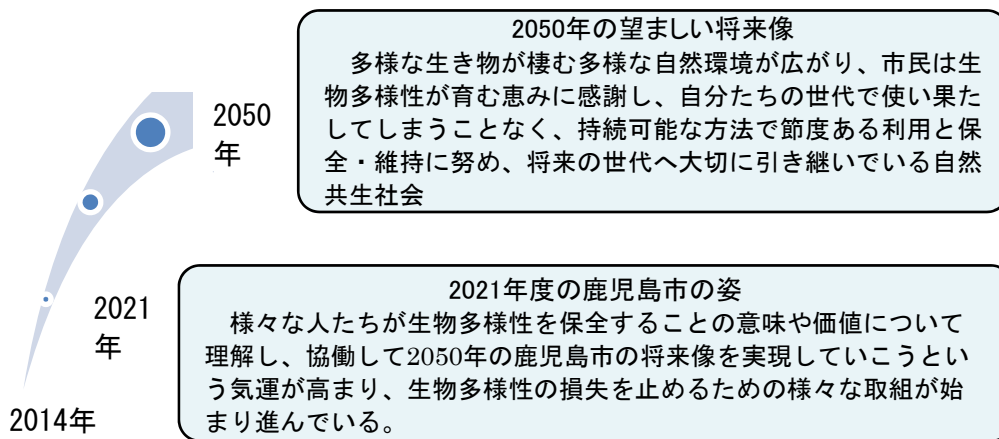 2050年の望ましい将来像
多様な生き物が棲む多様な自然環境が広がり、市民は生
物多様性が育む恵みに感謝し、自分たちの世代で使い果た
してしまうことなく、持続可能な方法で節度ある利用と保
全・維持に努め、将来の世代へ大切に引き継いでいる自然
共生社会
2050
年
2021年度の鹿児島市の姿
様々な人たちが生物多様性を保全することの意味や価値について
理解し、協働して2050年の鹿児島市の将来像を実現していこうとい
う気運が高まり、生物多様性の損失を止めるための様々な取組が始
まり進んでいる。
2021
年
2014年